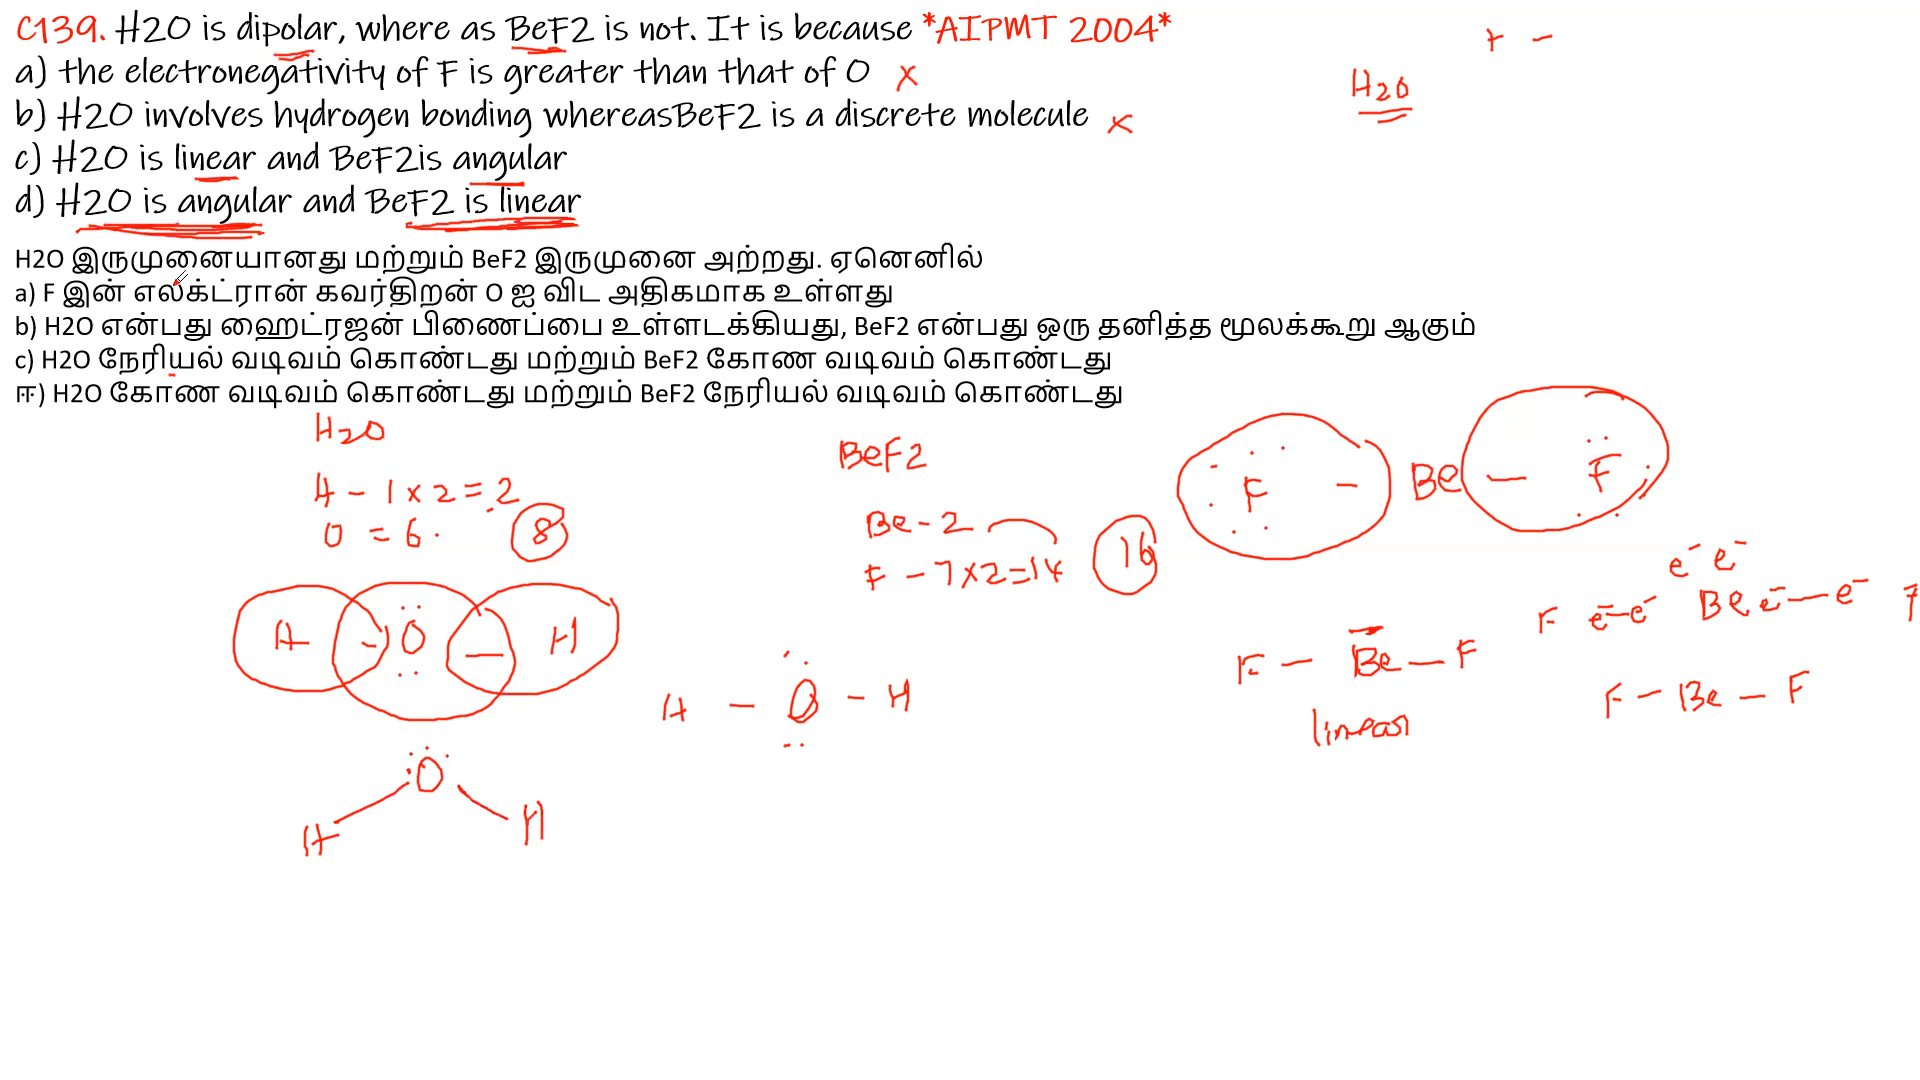 C139. H2O is dipolar, where as BeF2 is not. It is because *AIPMT 2004*
a) the electronegativity of F is greater than that of O x
b) H2O involves hydrogen bonding whereasBeF2 is a discrete molecule x
c) H2O is linear and BeF2is angular
d) H2O is angular and BeF2 is linear
+ -
H2O
H2O இருமுனையானது மற்றும் BeF2 இருமுனை அற்றது. ஏனெனில்
a) F இன் எலக்ட்ரான் கவர்திறன் O ஐ விட அதிகமாக உள்ளது
b) H2O என்பது ஹைட்ரஜன் பிணைப்பை உள்ளடக்கியது, BeF2 என்பது ஒரு தனித்த மூலக்கூறு ஆகும்
c) H2O நேரியல் வடிவம் கொண்டது மற்றும் BeF2 கோண வடிவம் கொண்டது
ஈ) H2O கோண வடிவம் கொண்டது மற்றும் BeF2 நேரியல் வடிவம் கொண்டது
H2O
4 - 1 x 2 = 2
0 = 6.
8
H - O - H
H - O - H
O
H H
BeF2
Be - 2
F - 7x2=14
16
F - Be - F
e- e-
F e- e- Be e- e- F
F - Be - F
linear
F - Be - F